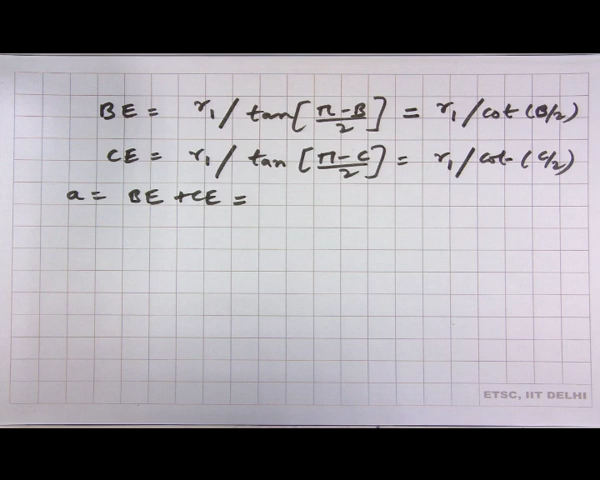 BE = r₁ / tan[(π-B)/2] = r₁ / cot (B/2)
CE = r₁ / tan [(π-C)/2] = r₁ / cot (C/2)
a = BE + CE =
ETSC, IIT DELHI